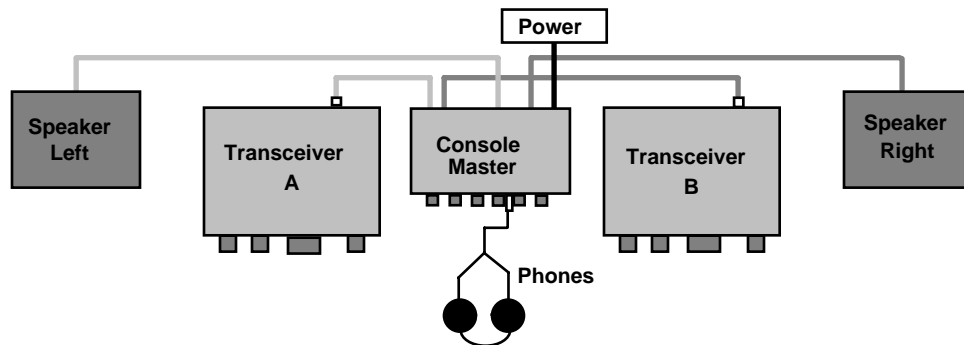 Power
Speaker
Left
Transceiver
A
Console
Master
Transceiver
B
Speaker
Right
Phones